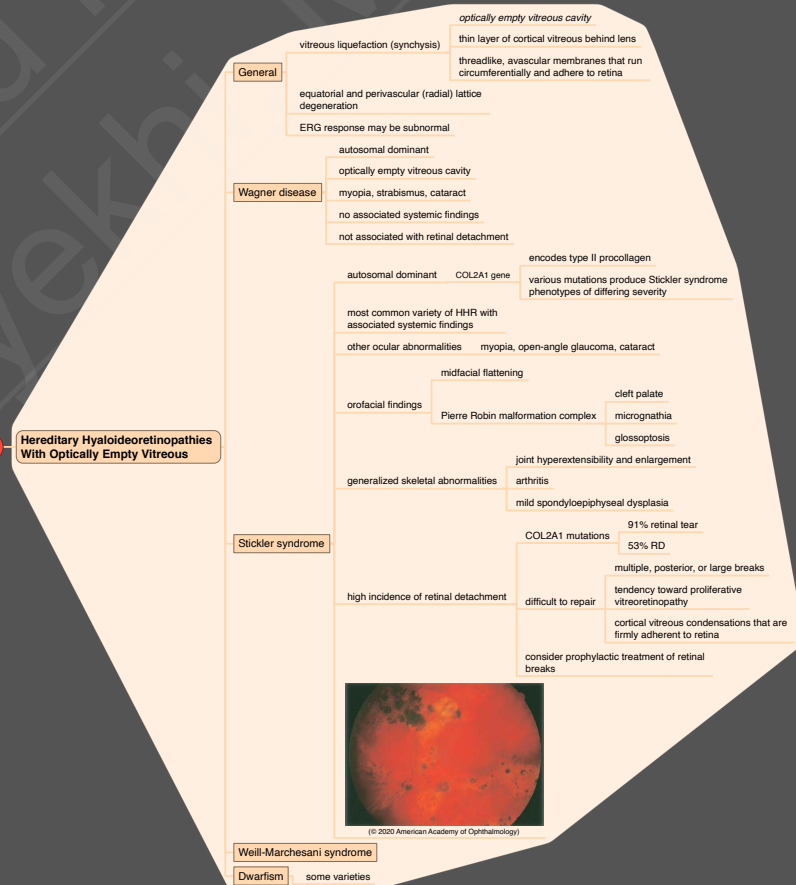 Hereditary Hyaloideoretinopathies
With Optically Empty Vitreous
General
vitreous liquefaction (synchysis)
optically empty vitreous cavity
thin layer of cortical vitreous behind lens
threadlike, avascular membranes that run
circumferentially and adhere to retina
equatorial and perivascular (radial) lattice
degeneration
ERG response may be subnormal
Wagner disease
autosomal dominant
optically empty vitreous cavity
myopia, strabismus, cataract
no associated systemic findings
not associated with retinal detachment
Stickler syndrome
autosomal dominant
COL2A1 gene
encodes type II procollagen
various mutations produce Stickler syndrome
phenotypes of differing severity
most common variety of HHR with
associated systemic findings
other ocular abnormalities
myopia, open-angle glaucoma, cataract
orofacial findings
midfacial flattening
Pierre Robin malformation complex
cleft palate
micrognathia
glossoptosis
generalized skeletal abnormalities
joint hyperextensibility and enlargement
arthritis
mild spondyloepiphyseal dysplasia
high incidence of retinal detachment
COL2A1 mutations
91% retinal tear
53% RD
difficult to repair
multiple, posterior, or large breaks
tendency toward proliferative
vitreoretinopathy
cortical vitreous condensations that are
firmly adherent to retina
consider prophylactic treatment of retinal
breaks
(© 2020 American Academy of Ophthalmology)
Weill-Marchesani syndrome
Dwarfism
some varieties